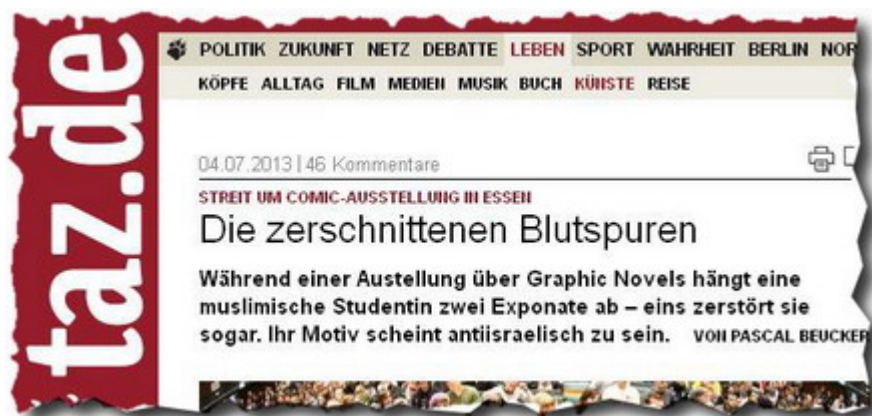 taz.de
POLITIK ZUKUNFT NETZ DEBATTE LEBEN SPORT WAHRHEIT BERLIN NOR
KÖPFE ALLTAG FILM MEDIEN MUSIK BUCH KÜNSTE REISE
04.07.2013 | 46 Kommentare
STREIT UM COMIC-AUSSTELLUNG IN ESSEN
Die zerschnittenen Blutspuren
Während einer Austellung über Graphic Novels hängt eine
muslimische Studentin zwei Exponate ab – eins zerstört sie
sogar. Ihr Motiv scheint antiisraelisch zu sein. VON PASCAL BEUCKER